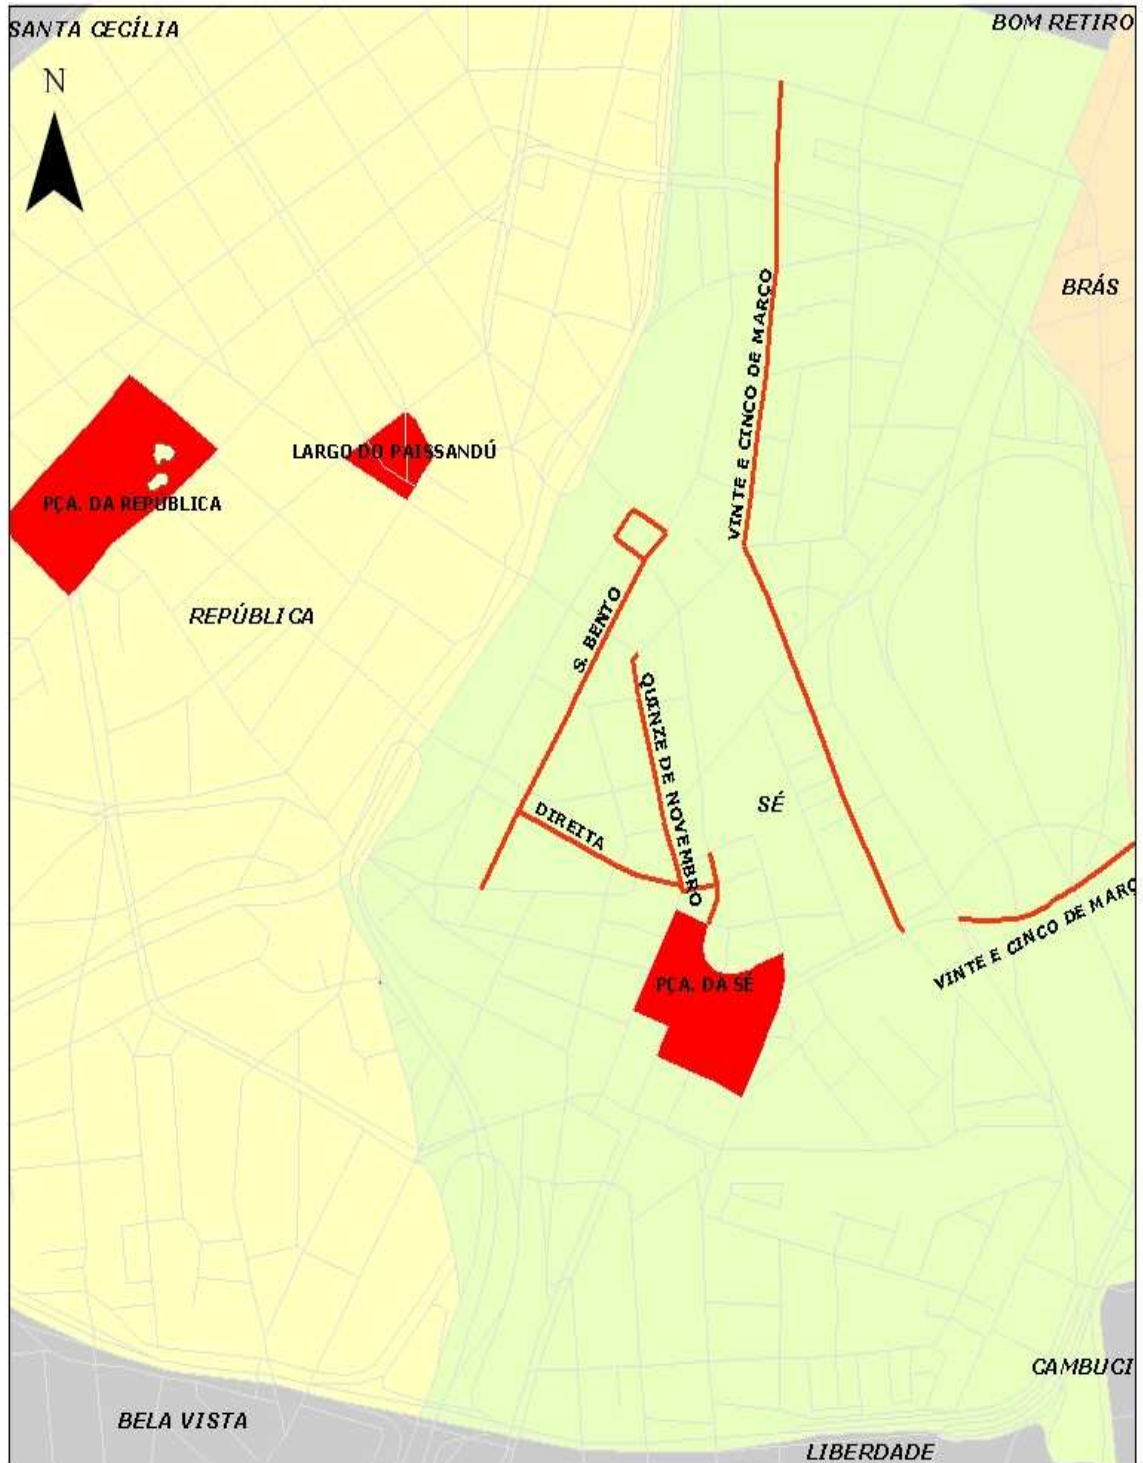 SANTA CECÍLIA
BOM RETIRO
N
BRÁS
VINTE E CINCO DE MARÇO
LARGO DO PAISSANDÚ
PÇA. DA REPUBLICA
REPÚBLICA
S. BENTO
QUINZE DE NOVEMBRO
SÉ
DIREITA
VINTE E CINCO DE MARÇ
PÇA. DA SÉ
CAMBUCI
BELA VISTA
LIBERDADE